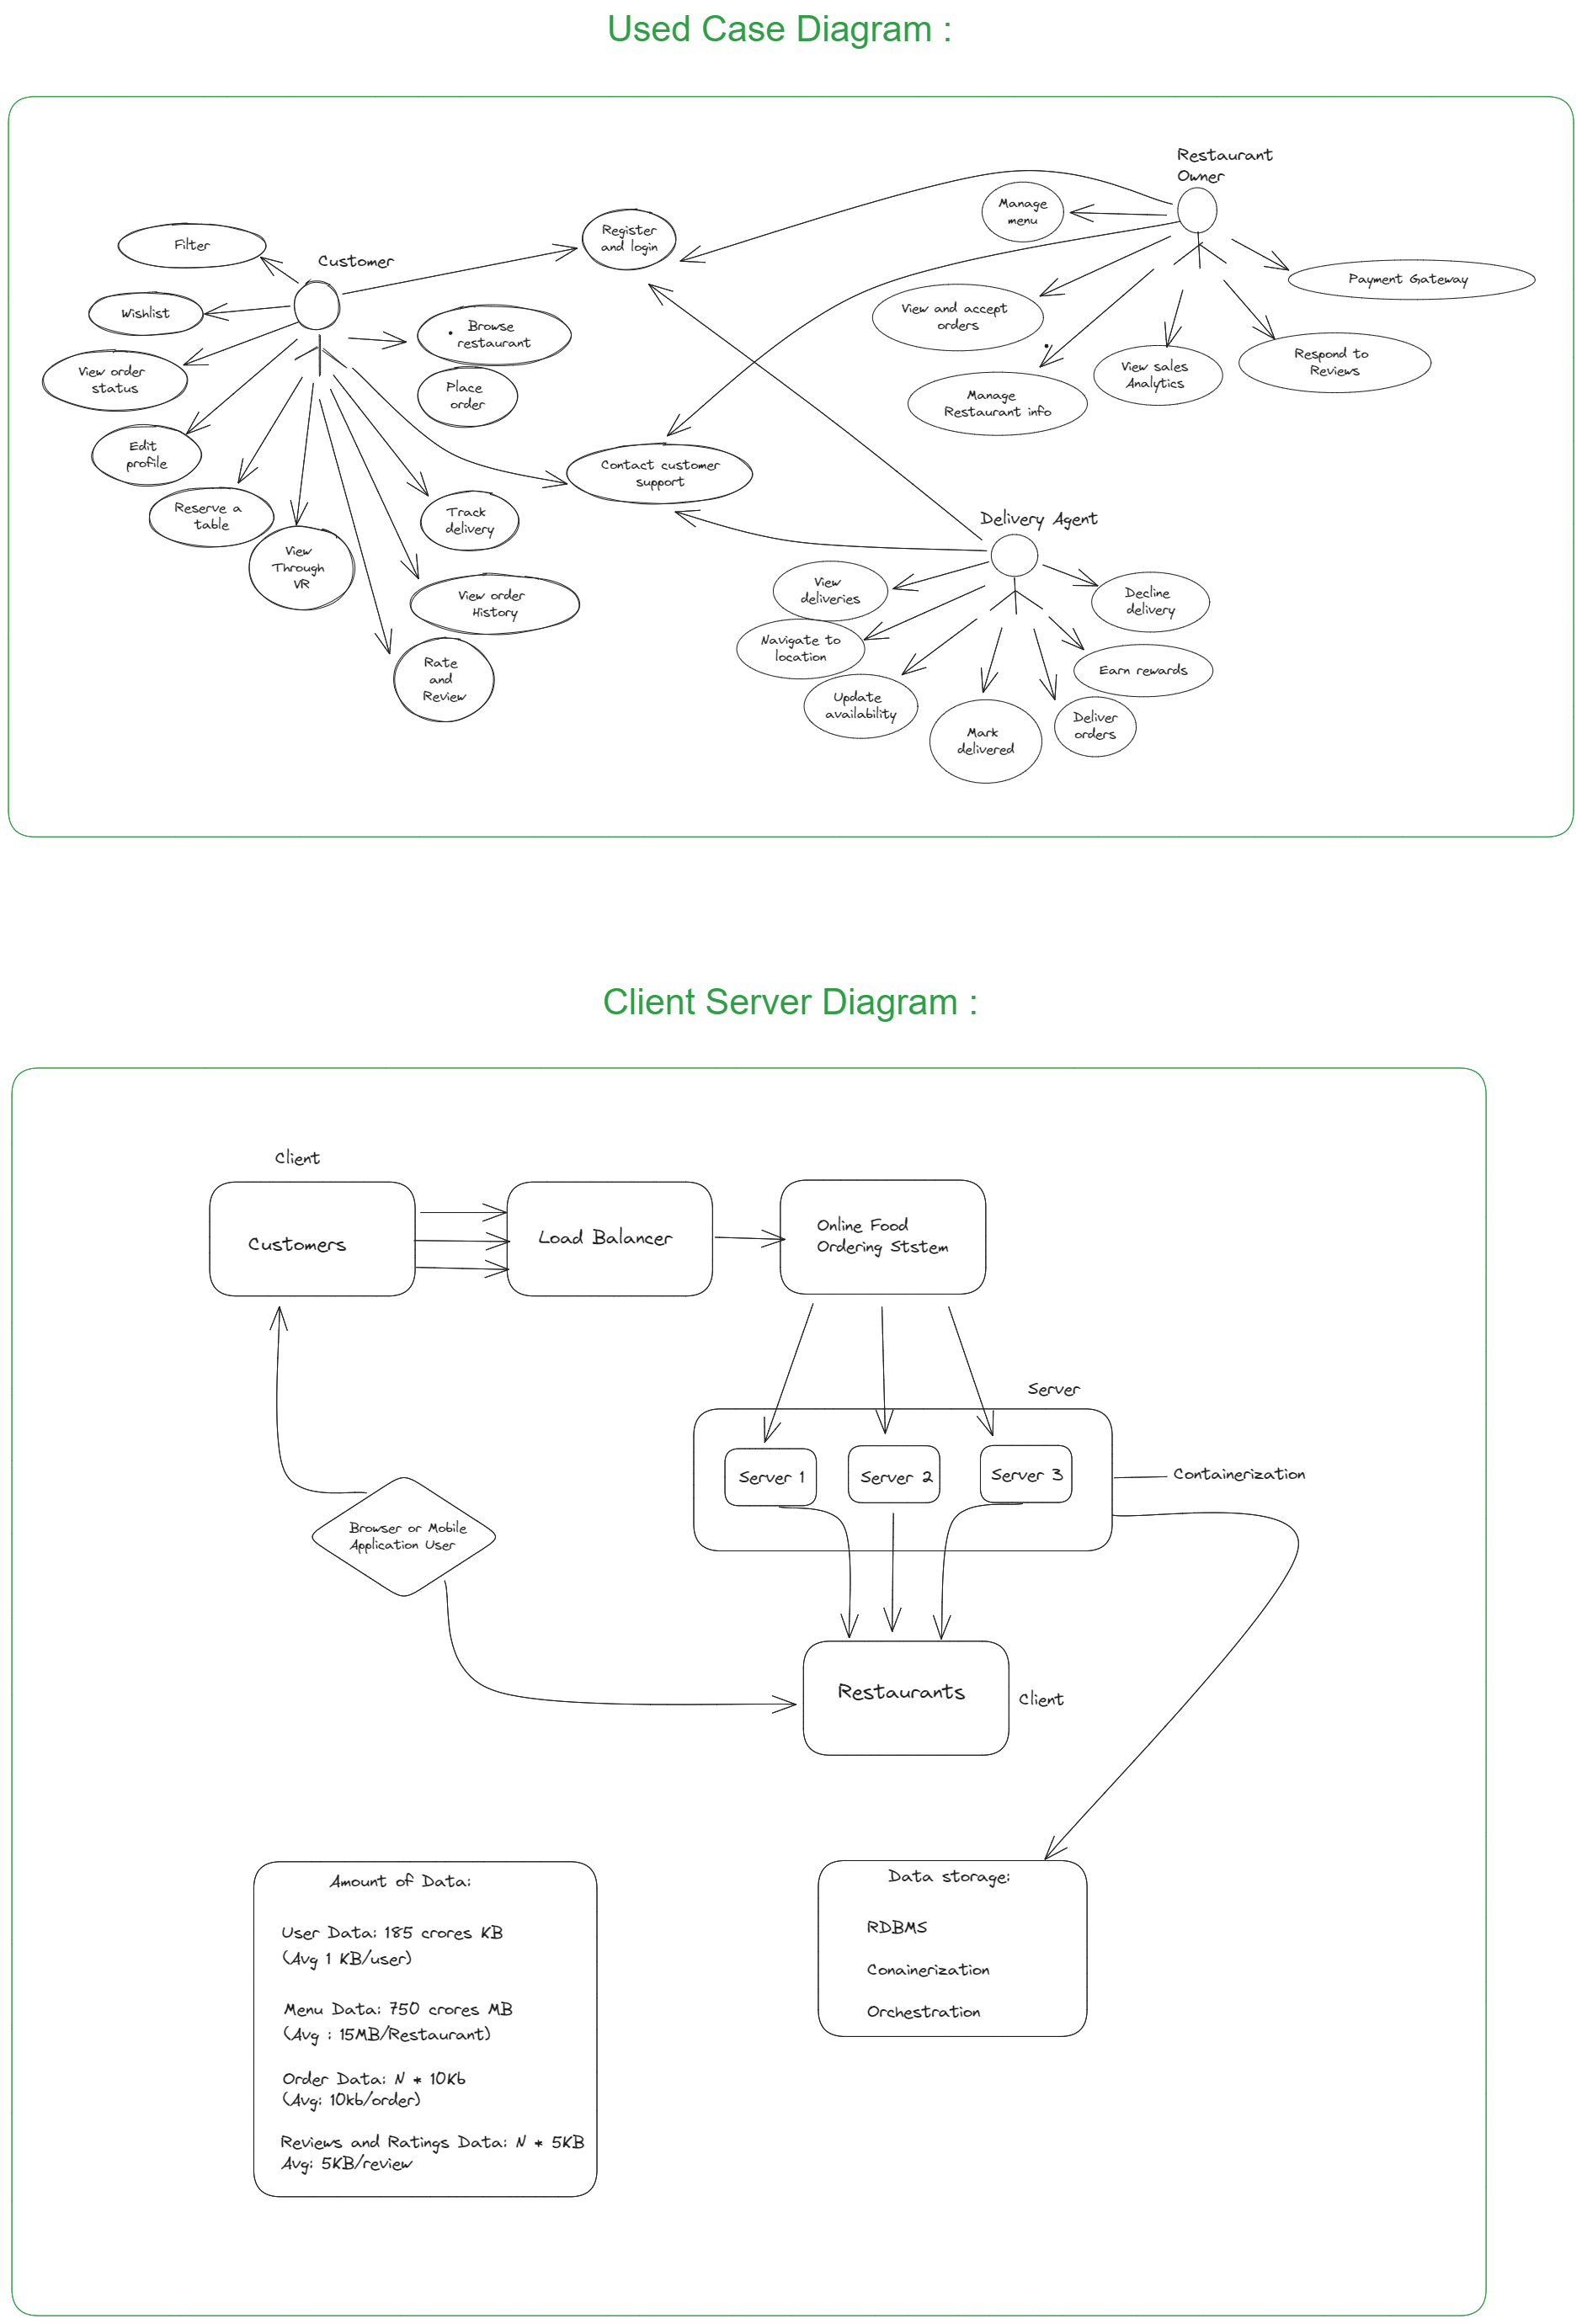 Used Case Diagram :
Restaurant
Owner
Manage
menu
Register
and login
Filter
Customer
Payment Gateway
Wishlist
View and accept
orders
Browse
restaurant
Respond to
Reviews
View sales
Analytics
View order
status
Place
order
Manage
Restaurant info
Edit
profile
Contact customer
support
Reserve a
table
Track
delivery
Delivery Agent
View
Through
VR
View
deliveries
Decline
delivery
View order
History
Navigate to
location
Earn rewards
Rate
and
Review
Update
availability
Deliver
orders
Mark
delivered
Client Server Diagram :
Client
Customers
Load Balancer
Online Food
Ordering Ststem
Server
Server 1
Server 2
Server 3
Containerization
Browser or Mobile
Application User
Restaurants
Client
Amount of Data:
User Data: 185 crores KB
(Avg 1 KB/user)
Menu Data: 750 crores MB
(Avg : 15MB/Restaurant)
Order Data: N * 10Kb
(Avg: 10kb/order)
Reviews and Ratings Data: N * 5KB
Avg: 5KB/review
Data storage:
RDBMS
Conainerization
Orchestration